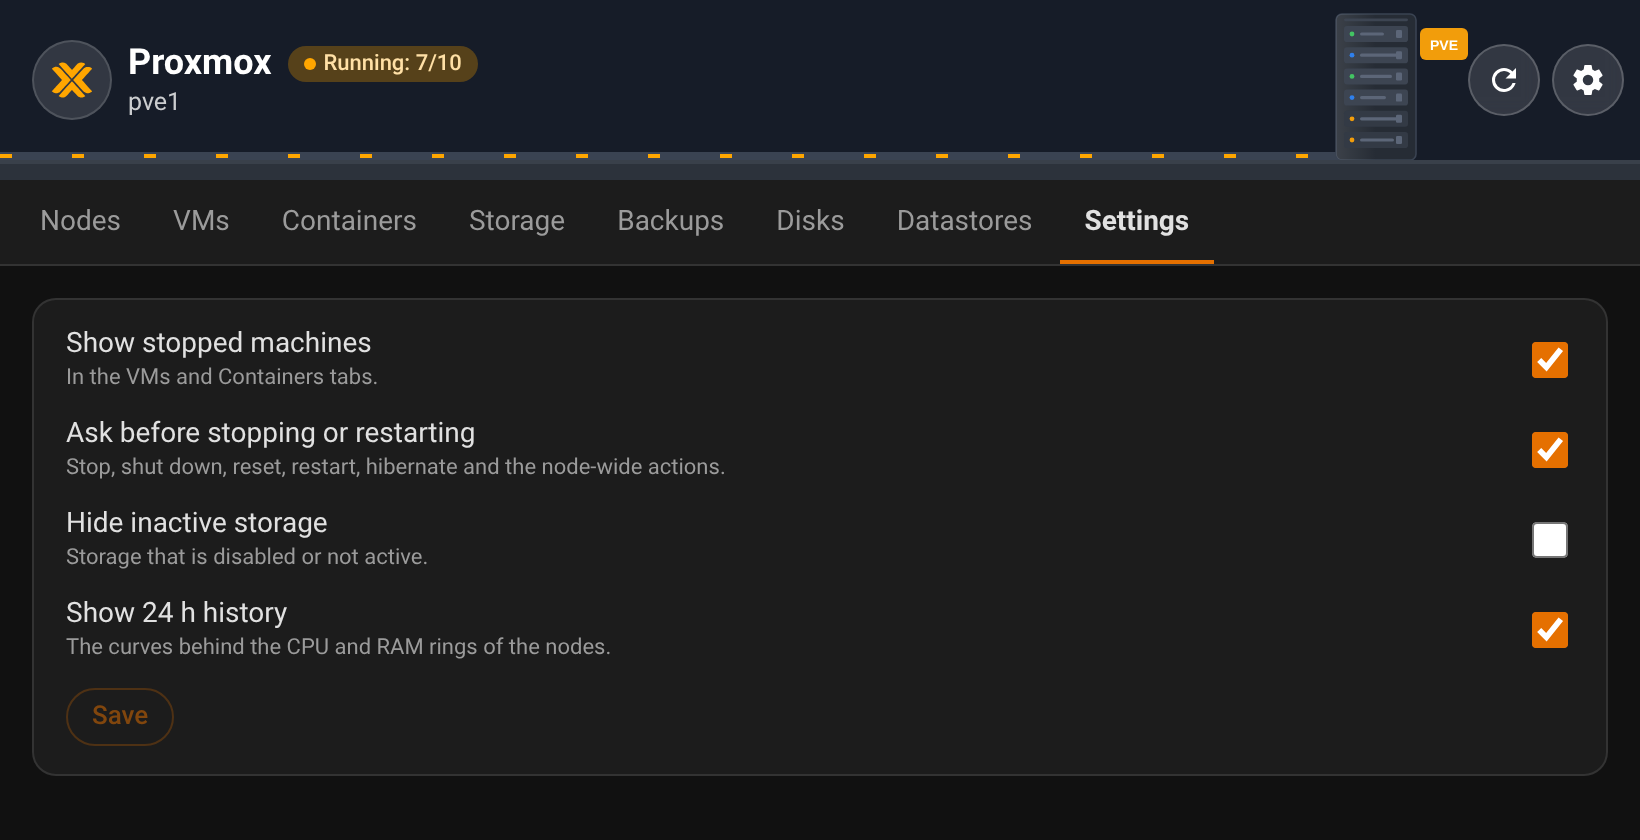 Proxmox
Running: 7/10
pve1
PVE
Nodes VMs Containers Storage Backups Disks Datastores Settings
Show stopped machines
In the VMs and Containers tabs.
Ask before stopping or restarting
Stop, shut down, reset, restart, hibernate and the node-wide actions.
Hide inactive storage
Storage that is disabled or not active.
Show 24 h history
The curves behind the CPU and RAM rings of the nodes.
Save